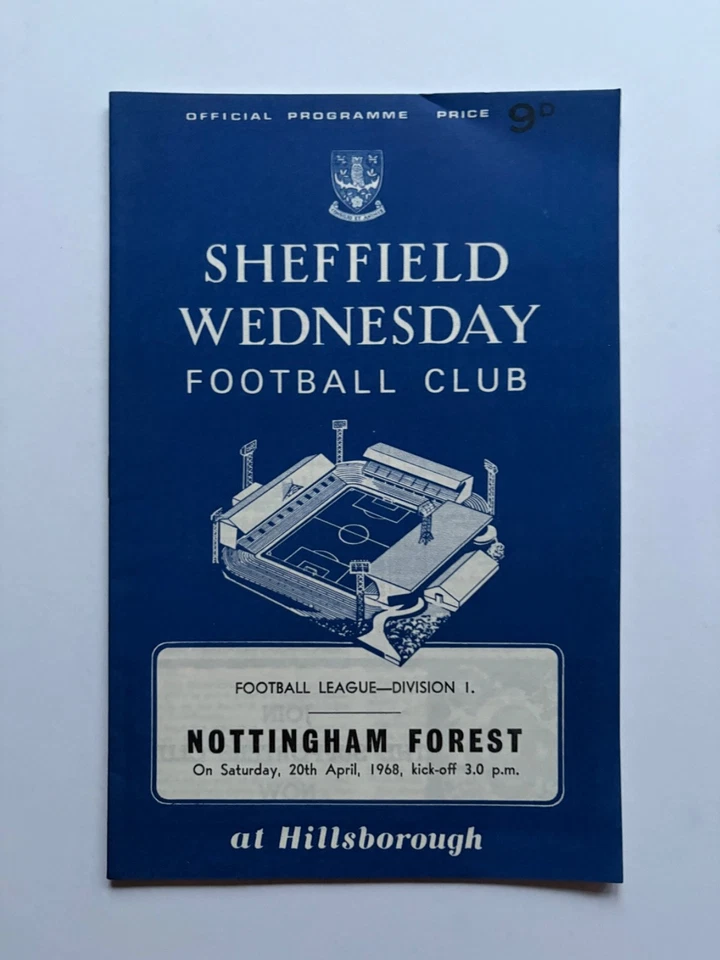 OFFICIAL PROGRAMME PRICE 9D
SHEFFIELD
WEDNESDAY
FOOTBALL CLUB
FOOTBALL LEAGUE—DIVISION 1.
NOTTINGHAM FOREST
On Saturday, 20th April, 1968, kick-off 3.0 p.m.
at Hillsborough